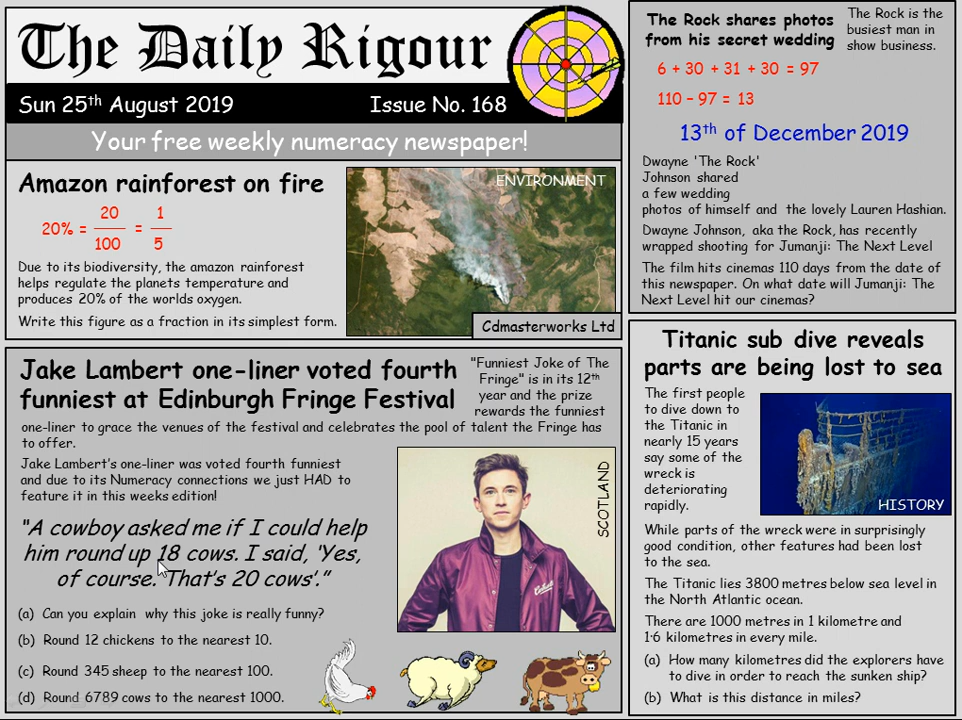 The Daily Rigour
Sun 25th August 2019 Issue No. 168
Your free weekly numeracy newspaper!
Amazon rainforest on fire
20% = 20/100 = 1/5
Due to its biodiversity, the amazon rainforest
helps regulate the planets temperature and
produces 20% of the worlds oxygen.
Write this figure as a fraction in its simplest form.
ENVIRONMENT
Cdmasterworks Ltd
Jake Lambert one-liner voted fourth
funniest at Edinburgh Fringe Festival
"Funniest Joke of The
Fringe" is in its 12th
year and the prize
rewards the funniest
one-liner to grace the venues of the festival and celebrates the pool of talent the Fringe has
to offer.
Jake Lambert's one-liner was voted fourth funniest
and due to its Numeracy connections we just HAD to
feature it in this weeks edition!
"A cowboy asked me if I could help
him round up 18 cows. I said, 'Yes,
of course. That's 20 cows'."
SCOTLAND
(a) Can you explain why this joke is really funny?
(b) Round 12 chickens to the nearest 10.
(c) Round 345 sheep to the nearest 100.
(d) Round 6789 cows to the nearest 1000.
The Rock shares photos
from his secret wedding
The Rock is the
busiest man in
show business.
6 + 30 + 31 + 30 = 97
110 – 97 = 13
13th of December 2019
Dwayne 'The Rock'
Johnson shared
a few wedding
photos of himself and the lovely Lauren Hashian.
Dwayne Johnson, aka the Rock, has recently
wrapped shooting for Jumanji: The Next Level
The film hits cinemas 110 days from the date of
this newspaper. On what date will Jumanji: The
Next Level hit our cinemas?
Titanic sub dive reveals
parts are being lost to sea
The first people
to dive down to
the Titanic in
nearly 15 years
say some of the
wreck is
deteriorating
rapidly.
HISTORY
While parts of the wreck were in surprisingly
good condition, other features had been lost
to the sea.
The Titanic lies 3800 metres below sea level in
the North Atlantic ocean.
There are 1000 metres in 1 kilometre and
1·6 kilometres in every mile.
(a) How many kilometres did the explorers have
to dive in order to reach the sunken ship?
(b) What is this distance in miles?